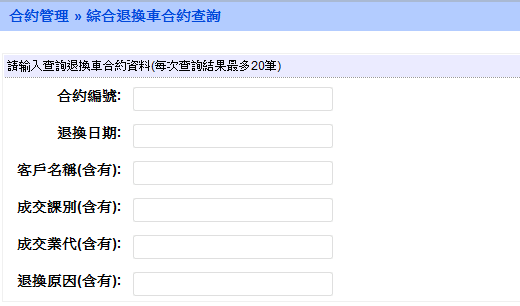 合約管理 » 綜合退換車合約查詢
請輸入查詢退換車合約資料(每次查詢結果最多20筆)
合約編號:
退換日期:
客戶名稱(含有):
成交課別(含有):
成交業代(含有):
退換原因(含有):